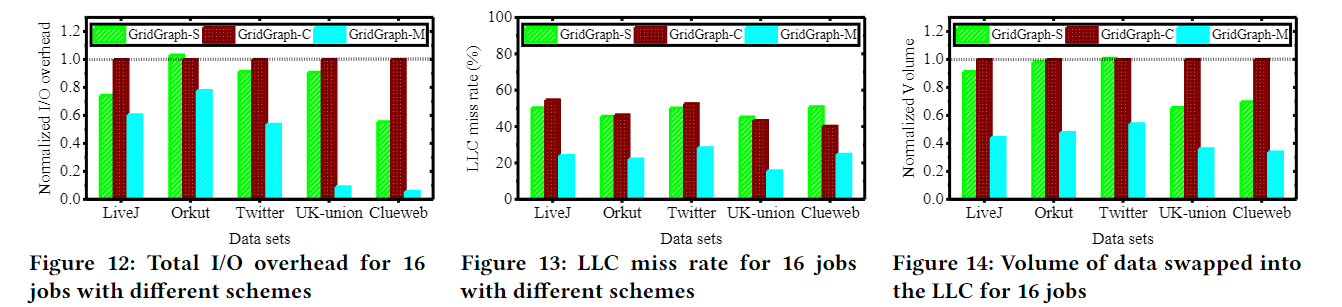 Normalized I/O overhead
1.2
1.0
0.8
0.6
0.4
0.2
0.0
GridGraph-S GridGraph-C GridGraph-M
LiveJ Orkut Twitter UK-union Clueweb
Data sets
Figure 12: Total I/O overhead for 16
jobs with different schemes
LLC miss rate (%)
100
80
60
40
20
0
GridGraph-S GridGraph-C GridGraph-M
LiveJ Orkut Twitter UK-union Clueweb
Data sets
Figure 13: LLC miss rate for 16 jobs
with different schemes
Normalized V olume
1.2
1.0
0.8
0.6
0.4
0.2
0.0
GridGraph-S GridGraph-C GridGraph-M
LiveJ Orkut Twitter UK-union Clueweb
Data sets
Figure 14: Volume of data swapped into
the LLC for 16 jobs